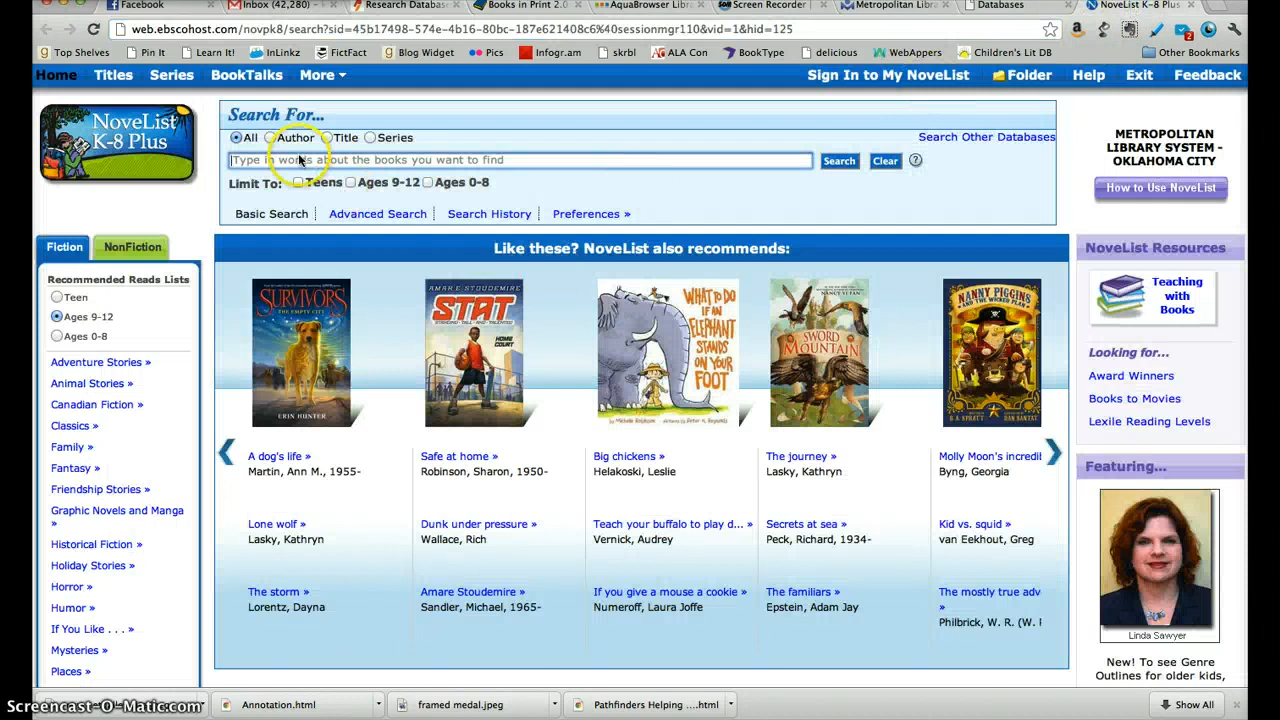 Facebook
Inbox (42,280)
Research Databas
Books in Print 2.0
AquaBrowser Libr
Screen Recorder
Metropolitan Libr
Databases
NoveList K-8 Plus
web.ebscohost.com/novpk8/search?sid=45b17498-574e-4b16-80bc-187e621408c6%40sessionmgr110&vid=1&hid=125
Top Shelves
Pin It
Learn It!
InLinkz
FictFact
Blog Widget
Pics
Infogr.am
skrbl
ALA Con
BookType
delicious
WebAppers
Children's Lit DB
Other Bookmarks
Home Titles Series BookTalks More
Sign In to My NoveList Folder Help Exit Feedback
NoveList
K-8 Plus
Search For...
All Author Title Series
Search Other Databases
Type in words about the books you want to find
Search Clear ?
Limit To: Teens Ages 9-12 Ages 0-8
Basic Search Advanced Search Search History Preferences »
METROPOLITAN
LIBRARY SYSTEM -
OKLAHOMA CITY
How to Use NoveList
Fiction NonFiction
Recommended Reads Lists
Teen
Ages 9-12
Ages 0-8
Adventure Stories »
Animal Stories »
Canadian Fiction »
Classics »
Family »
Fantasy »
Friendship Stories »
Graphic Novels and Manga
»
Historical Fiction »
Holiday Stories »
Horror »
Humor »
If You Like . . . »
Mysteries »
Places »
Like these? NoveList also recommends:
SURVIVORS
THE EMPTY CITY
ERIN HUNTER
AMAR'E STOUDEMIRE
STAT
STANDING TALL AND TALENTED
HOME
COURT
WHAT TO DO
IF AN
ELEPHANT
STANDS
ON YOUR
FOOT
NANCY YI FAN
SWORD
MOUNTAIN
NANNY PIGGINS
AND THE WICKED PLAN
R. A. SPRATT
DAN SANTAT
A dog's life »
Martin, Ann M., 1955-
Lone wolf »
Lasky, Kathryn
The storm »
Lorentz, Dayna
Safe at home »
Robinson, Sharon, 1950-
Dunk under pressure »
Wallace, Rich
Amare Stoudemire »
Sandler, Michael, 1965-
Big chickens »
Helakoski, Leslie
Teach your buffalo to play d... »
Vernick, Audrey
If you give a mouse a cookie »
Numeroff, Laura Joffe
The journey »
Lasky, Kathryn
Secrets at sea »
Peck, Richard, 1934-
The familiars »
Epstein, Adam Jay
Molly Moon's incredi
Byng, Georgia
Kid vs. squid »
van Eekhout, Greg
The mostly true adv
»
Philbrick, W. R. (W. F
NoveList Resources
Teaching
with
Books
Looking for...
Award Winners
Books to Movies
Lexile Reading Levels
Featuring...
Linda Sawyer
New! To see Genre
Outlines for older kids,
Screencast-O-Matic.com
Annotation.html
framed medal.jpeg
Pathfinders Helping ....html
Show All